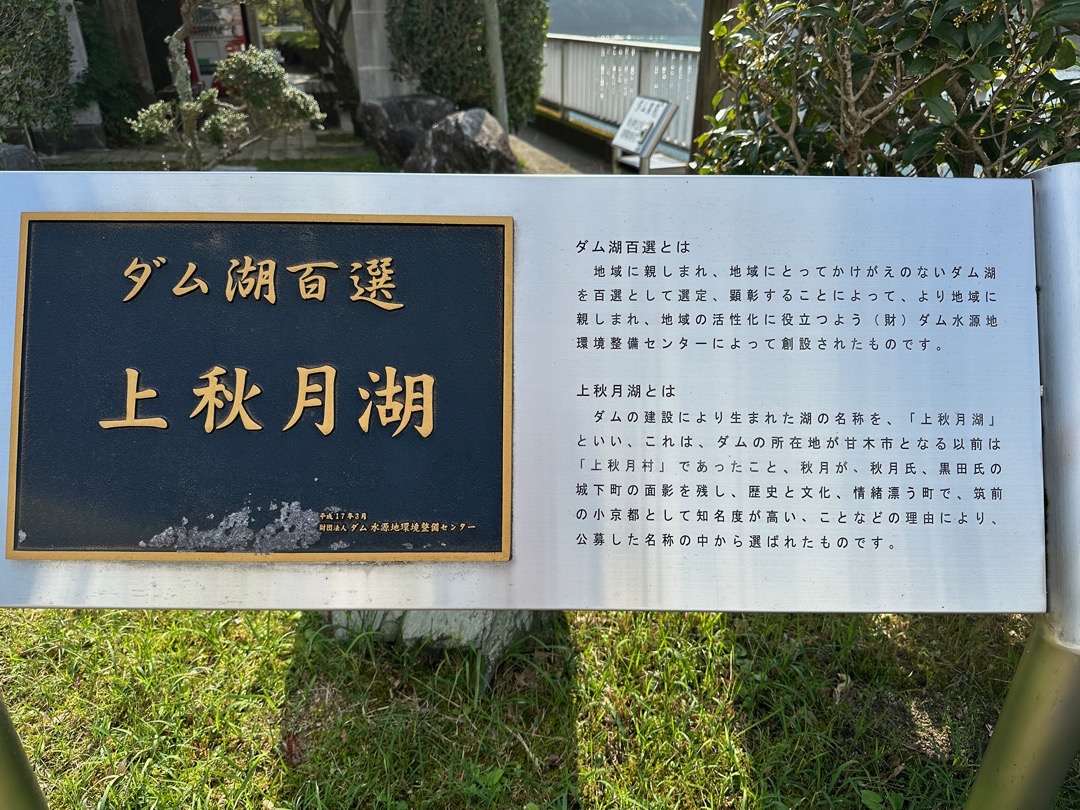 ダム湖百選
上秋月湖
平成17年3月
財団法人 ダム水源地環境整備センター
ダム湖百選とは
地域に親しまれ、地域にとってかけがえのないダム湖
を百選として選定、顕彰することによって、より地域に
親しまれ、地域の活性化に役立つよう（財）ダム水源地
環境整備センターによって創設されたものです。
上秋月湖とは
ダムの建設により生まれた湖の名称を、「上秋月湖」
といい、これは、ダムの所在地が甘木市となる以前は
「上秋月村」であったこと、秋月が、秋月氏、黒田氏の
城下町の面影を残し、歴史と文化、情緒漂う町で、筑前
の小京都として知名度が高い、ことなどの理由により、
公募した名称の中から選ばれたものです。